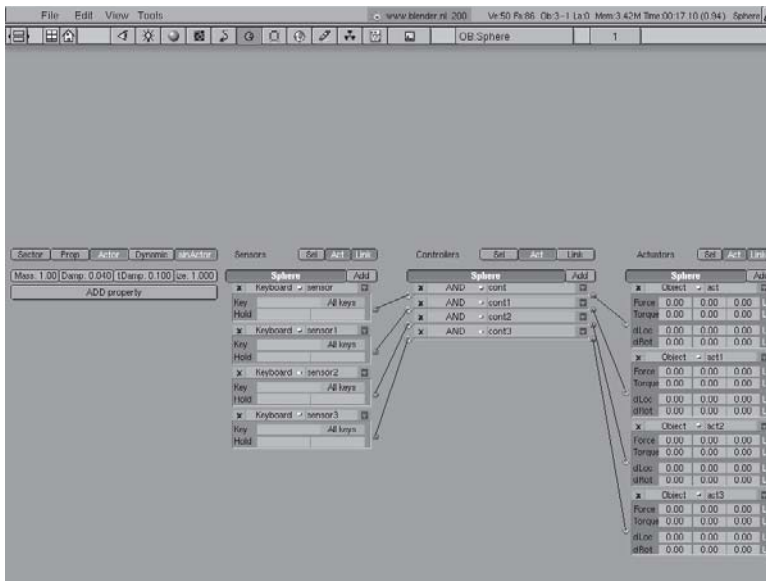 File Edit View Tools
www.blender.nl 200 Ve:50 Fa:86 Ob:3-1 La:0 Mem:3.42M Time:00:17.10 (0.94) Sphere
OB:Sphere 1
Sector Prop Actor Dynamic Sensors Sel Act Link Controllers Sel Act Link Actuators Sel Act Link
Mass: 1.00 Damp: 0.040 tDamp: 0.100 ize: 1.000 Sphere Add Sphere Add Sphere Ad
ADD property
Keyboard sensor
Key All keys
Hold
Keyboard sensor1
Key All keys
Hold
Keyboard sensor2
Key All keys
Hold
Keyboard sensor3
Key All keys
Hold
AND cont
AND cont1
AND cont2
AND cont3
Object act
Force 0.00 0.00 0.00 L
Torque 0.00 0.00 0.00 L
dLoc 0.00 0.00 0.00 L
dRot 0.00 0.00 0.00 L
Object act1
Force 0.00 0.00 0.00 L
Torque 0.00 0.00 0.00 L
dLoc 0.00 0.00 0.00 L
dRot 0.00 0.00 0.00 L
Object act2
Force 0.00 0.00 0.00 L
Torque 0.00 0.00 0.00 L
dLoc 0.00 0.00 0.00 L
dRot 0.00 0.00 0.00 L
Object act3
Force 0.00 0.00 0.00 L
Torque 0.00 0.00 0.00 L
dLoc 0.00 0.00 0.00 L
dRot 0.00 0.00 0.00 L